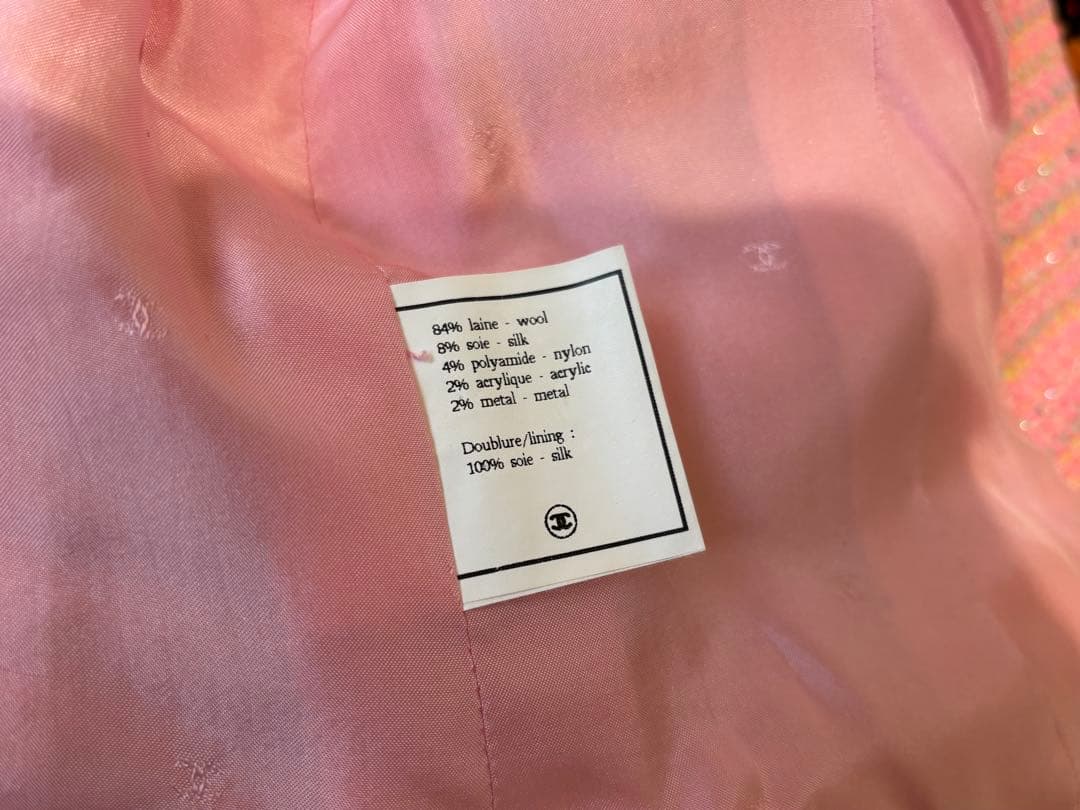 84% laine - wool
8% soie - silk
4% polyamide - nylon
2% acrylique - acrylic
2% metal - metal
Doublure/lining :
100% soie - silk